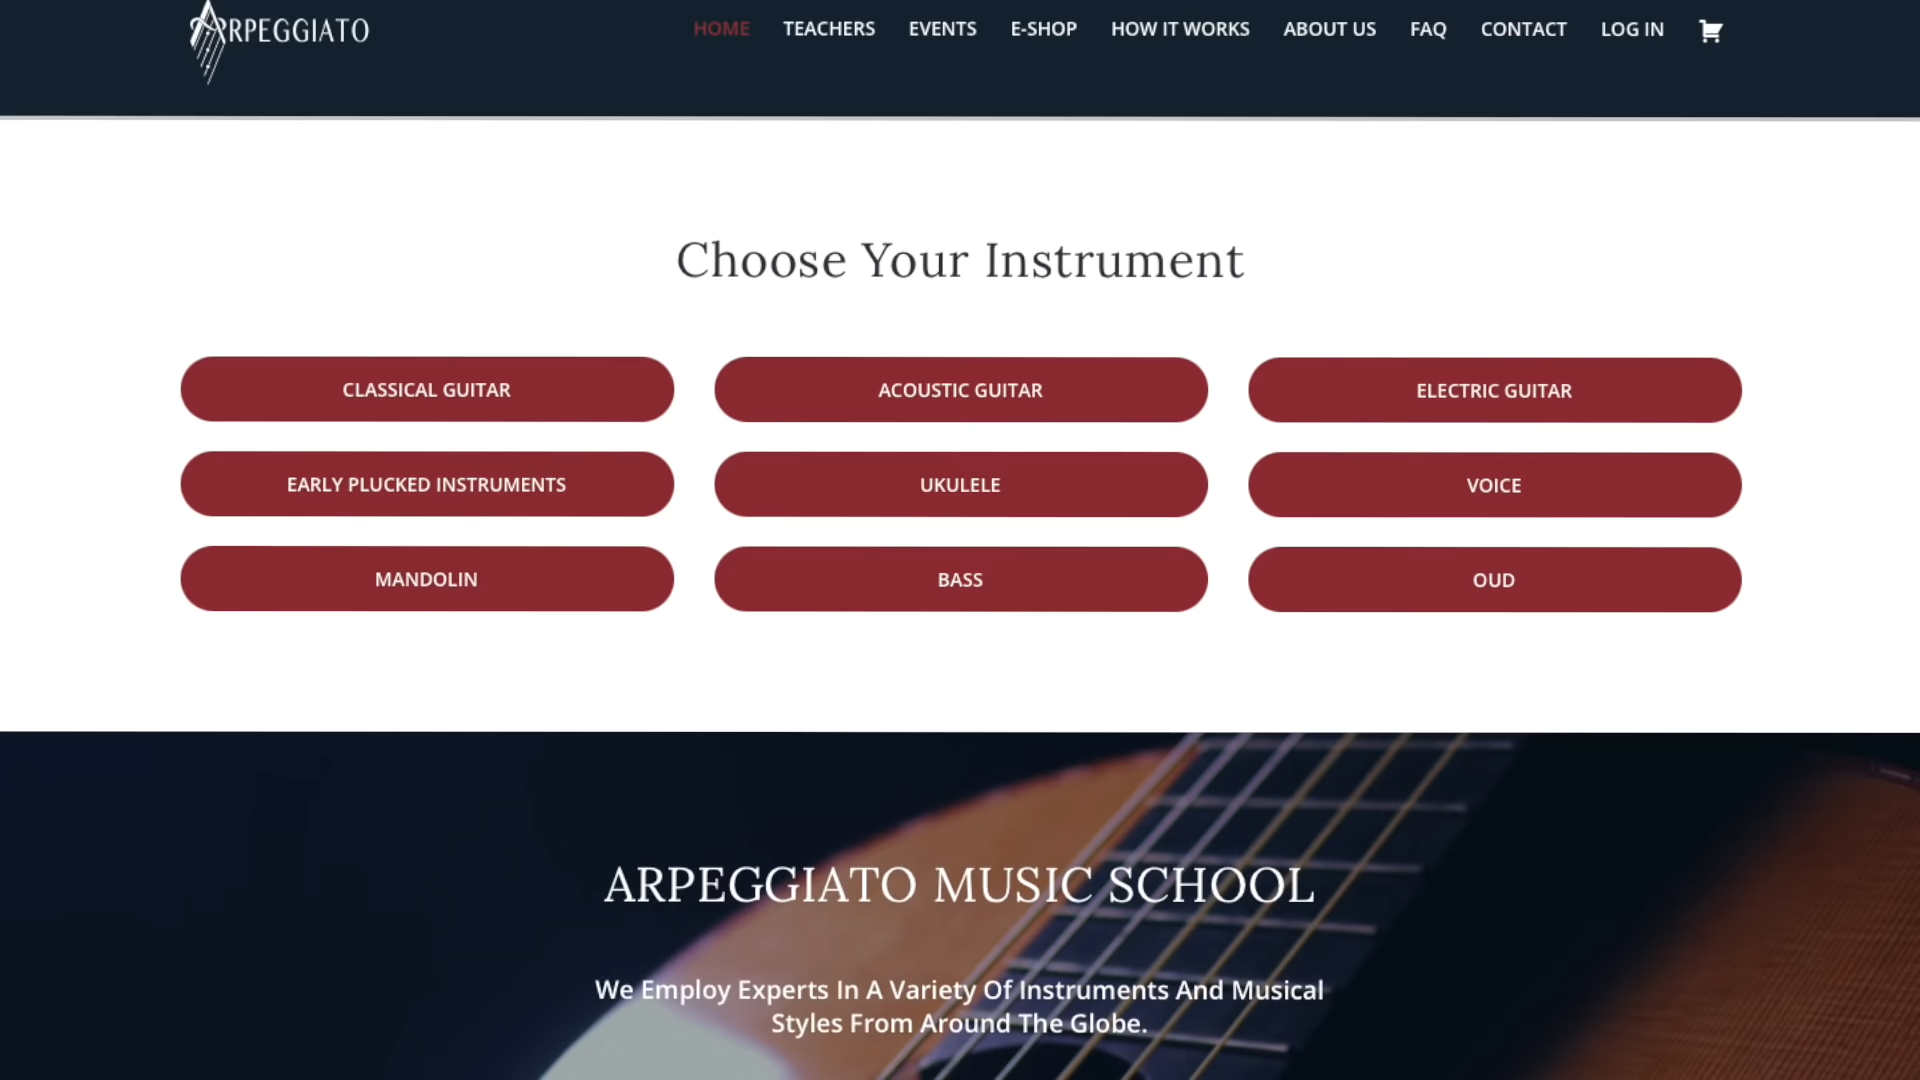 ARPEGGIATO
HOME TEACHERS EVENTS E-SHOP HOW IT WORKS ABOUT US FAQ CONTACT LOG IN
Choose Your Instrument
CLASSICAL GUITAR ACOUSTIC GUITAR ELECTRIC GUITAR
EARLY PLUCKED INSTRUMENTS UKULELE VOICE
MANDOLIN BASS OUD
ARPEGGIATO MUSIC SCHOOL
We Employ Experts In A Variety Of Instruments And Musical
Styles From Around The Globe.